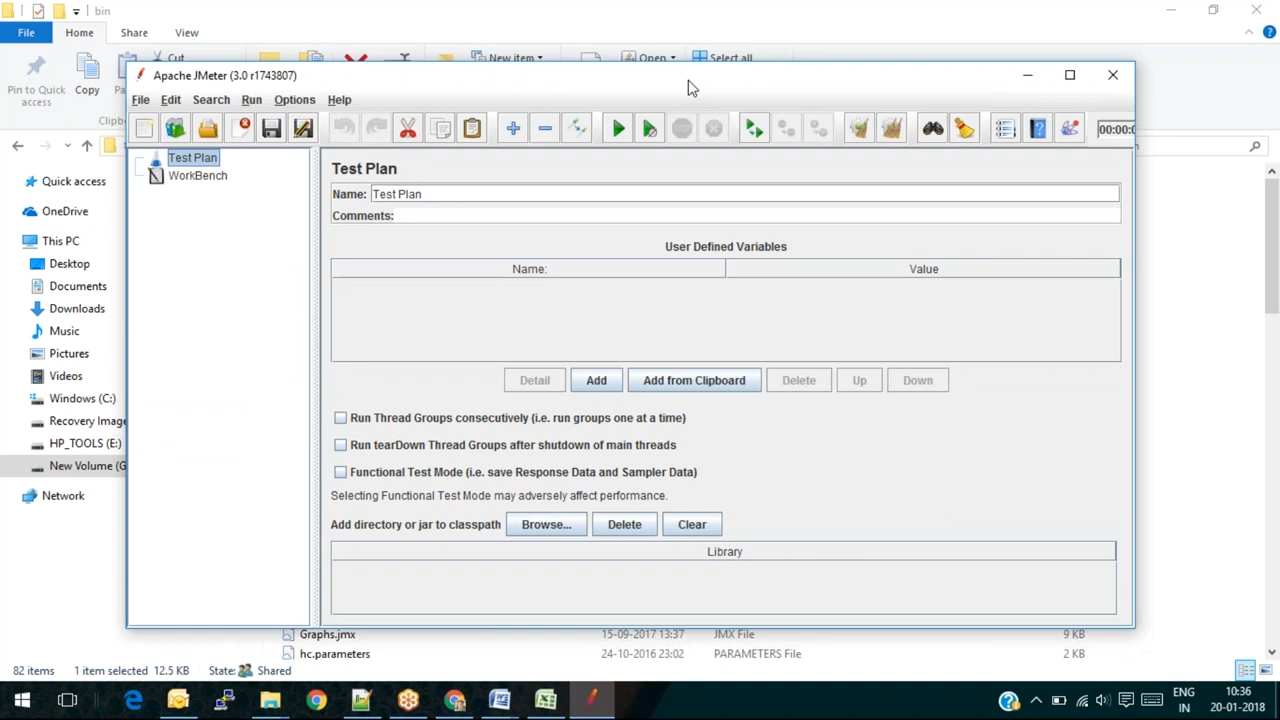 bin
File Home Share View
Cut New item Open Select all
Pin to Quick access
Copy
Apache JMeter (3.0 r1743807)
File Edit Search Run Options Help
00:00:0
Quick access
OneDrive
This PC
Desktop
Documents
Downloads
Music
Pictures
Videos
Windows (C:)
Recovery Image
HP_TOOLS (E:)
New Volume (G
Network
Test Plan
WorkBench
Test Plan
Name: Test Plan
Comments:
User Defined Variables
Name: Value
Detail Add Add from Clipboard Delete Up Down
Run Thread Groups consecutively (i.e. run groups one at a time)
Run tearDown Thread Groups after shutdown of main threads
Functional Test Mode (i.e. save Response Data and Sampler Data)
Selecting Functional Test Mode may adversely affect performance.
Add directory or jar to classpath Browse... Delete Clear
Library
Graphs.jmx 15-09-2017 13:37 JMX File 9 KB
hc.parameters 24-10-2016 23:02 PARAMETERS File 2 KB
82 items 1 item selected 12.5 KB State: Shared
ENG 10:36
IN 20-01-2018